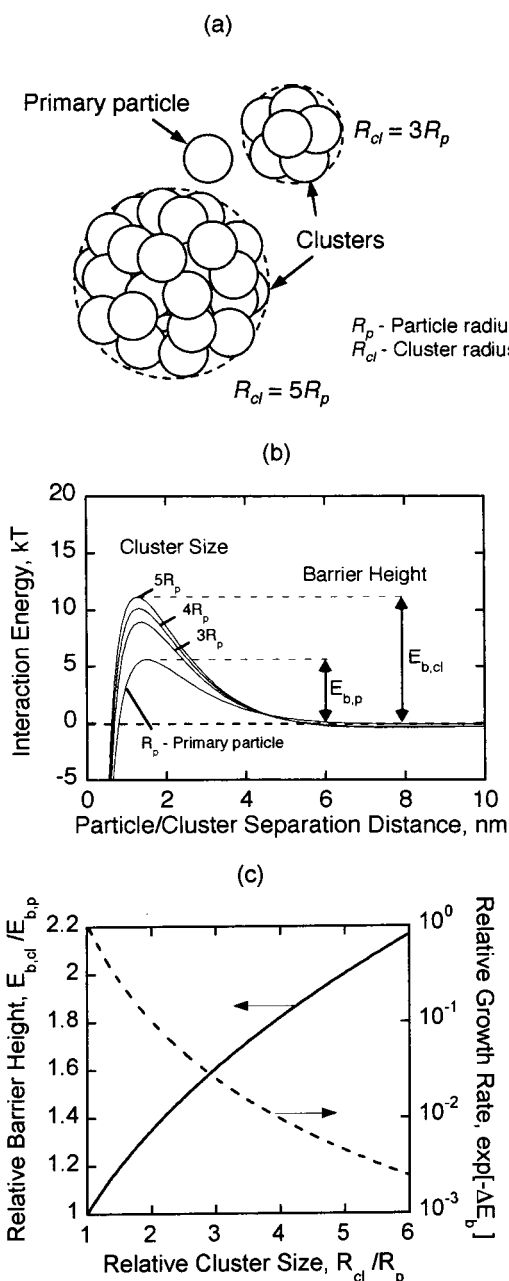 (a)
Primary particle
R_cl = 3R_p
Clusters
R_p - Particle radiu
R_cl - Cluster radius
R_cl = 5R_p
(b)
Interaction Energy, kT
20
15
10
5
0
-5
Cluster Size
5R_p
4R_p
3R_p
R_p - Primary particle
Barrier Height
E_b,cl
E_b,p
0 2 4 6 8 10
Particle/Cluster Separation Distance, nm
(c)
Relative Barrier Height, E_b,cl/E_b,p
2.2
2
1.8
1.6
1.4
1.2
1
10^0
10^-1
10^-2
10^-3
Relative Growth Rate, exp[-ΔE_b]
1 2 3 4 5 6
Relative Cluster Size, R_cl/R_p